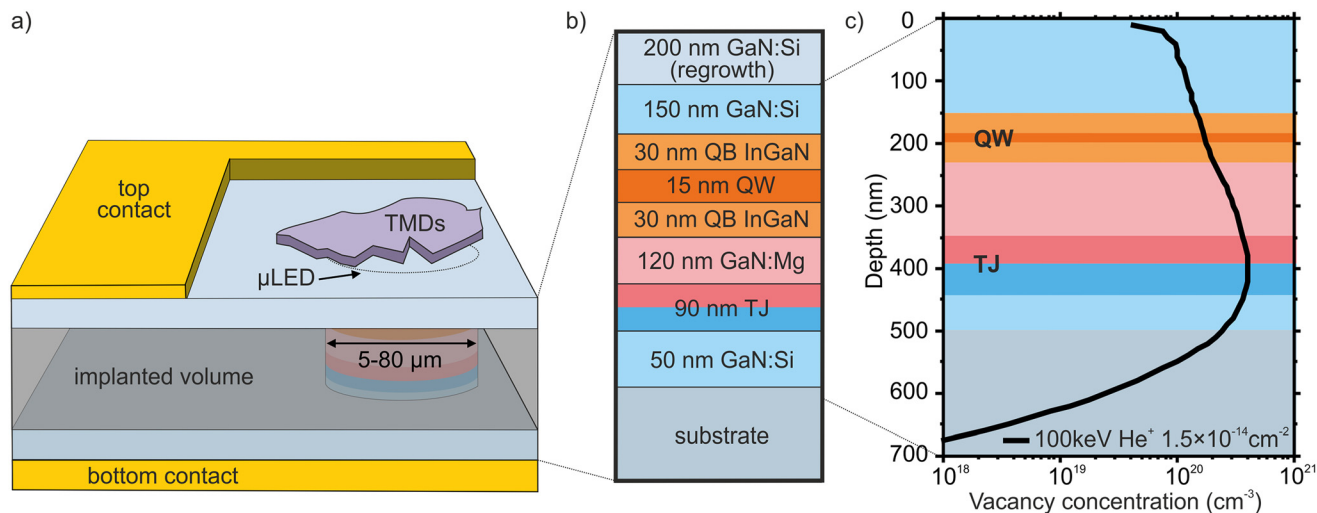 a)
top
contact
TMDs
µLED
5-80 µm
implanted volume
bottom contact
b)
200 nm GaN:Si
(regrowth)
150 nm GaN:Si
30 nm QB InGaN
15 nm QW
30 nm QB InGaN
120 nm GaN:Mg
90 nm TJ
50 nm GaN:Si
substrate
c)
0
100
200
300
400
500
600
700
Depth (nm)
QW
TJ
100keV He⁺ 1.5×10⁻¹⁴cm⁻²
10¹⁸
10¹⁹
10²⁰
10²¹
Vacancy concentration (cm⁻³)